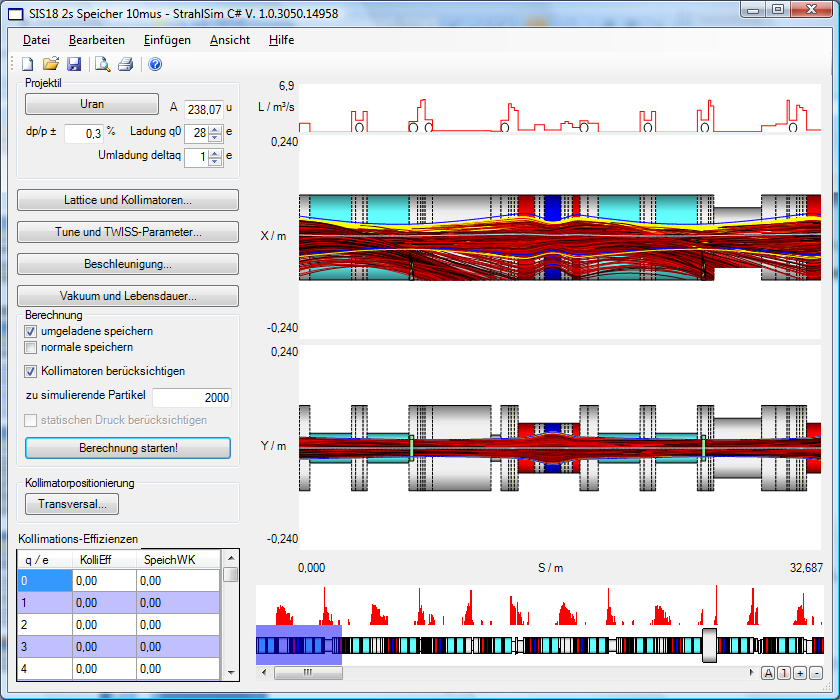 SIS18 2s Speicher 10mus - StrahlSim C# V. 1.0.3050.14958
Datei Bearbeiten Einfügen Ansicht Hilfe
Projektil
Uran A 238,07 u
dp/p ± 0,3 % Ladung q0 28 e
Umladung deltaq 1 e
Lattice und Kollimatoren...
Tune und TWISS-Parameter...
Beschleunigung...
Vakuum und Lebensdauer...
Berechnung
umgeladene speichern
normale speichern
Kollimatoren berücksichtigen
zu simulierende Partikel 2000
statischen Druck berücksichtigen
Berechnung starten!
Kollimatorpositionierung
Transversal...
Kollimations-Effizienzen
q / e KolliEff SpeichWK
0 0,00 0,00
1 0,00 0,00
2 0,00 0,00
3 0,00 0,00
4 0,00 0,00
6,9
L / m³/s
0,240
X / m
-0,240
0,240
Y / m
-0,240
0,000 S / m 32,687
A 1 + -